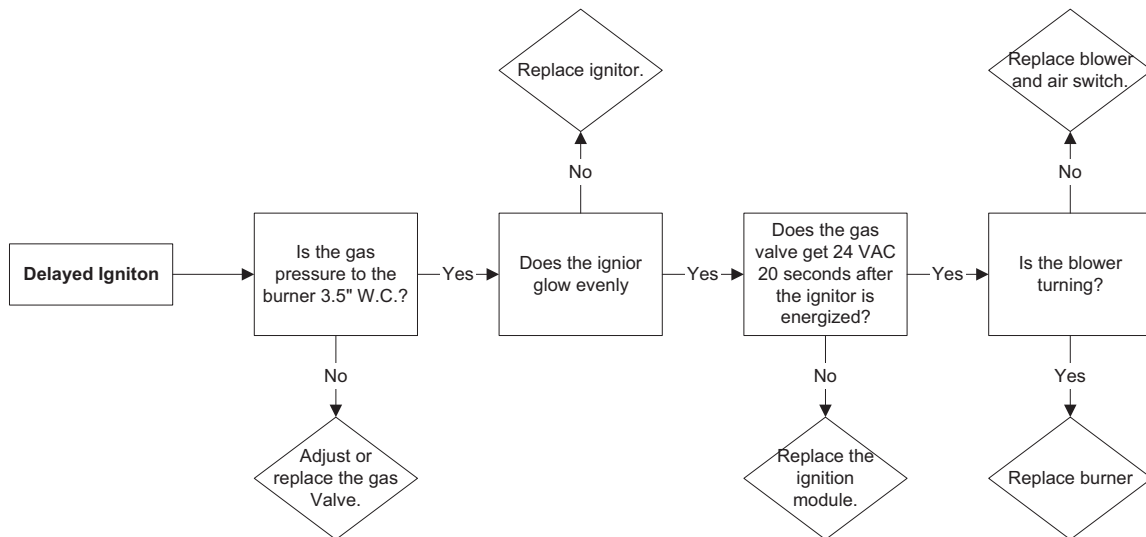 Replace ignitor.
Replace blower
and air switch.
No
No
Delayed Igniton
Is the gas
pressure to the
burner 3.5" W.C.?
Yes
Does the ignior
glow evenly
Yes
Does the gas
valve get 24 VAC
20 seconds after
the ignitor is
energized?
Yes
Is the blower
turning?
No
No
Yes
Adjust or
replace the gas
Valve.
Replace the
ignition
module.
Replace burner